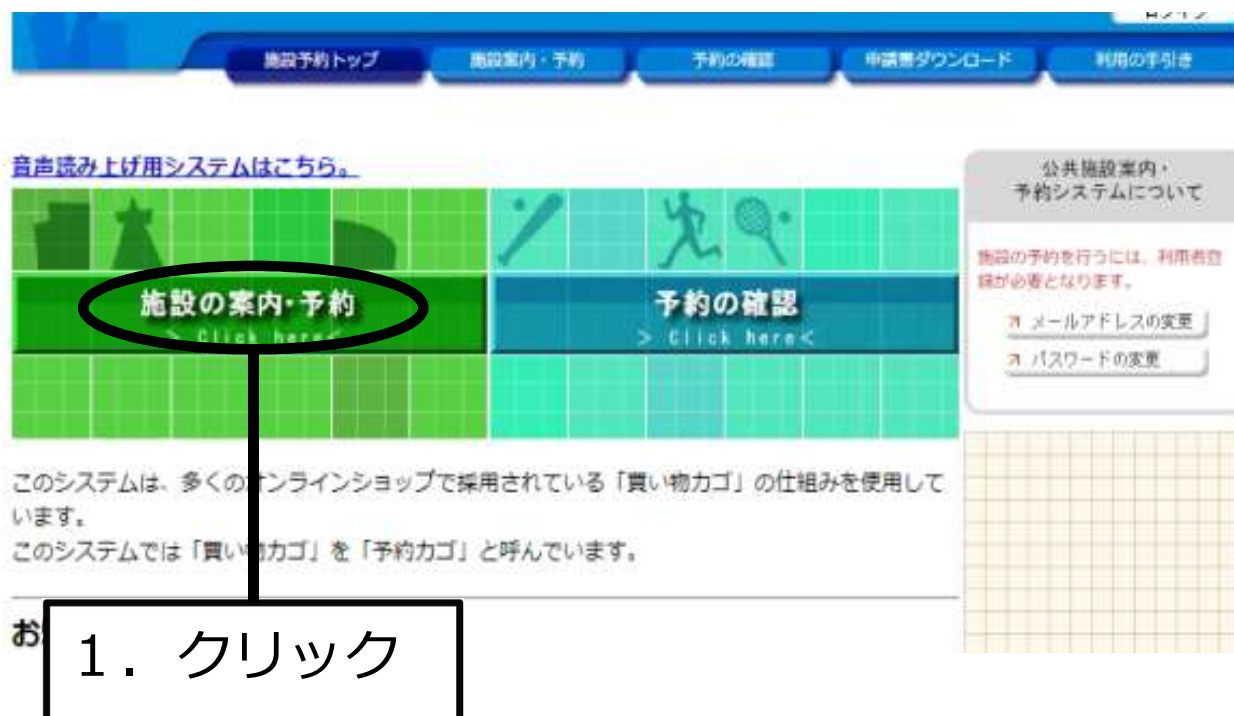 施設予約トップ
施設案内・予約
予約の確認
申請書ダウンロード
利用の手引き
音声読み上げ用システムはこちら。
施設の案内・予約
> Click here<
予約の確認
> Click here<
公共施設案内・
予約システムについて
施設の予約を行うには、利用者登
録が必要となります。
メールアドレスの変更
パスワードの変更
このシステムは、多くのオンラインショップで採用されている「買い物カゴ」の仕組みを使用して
います。
このシステムでは「買い物カゴ」を「予約カゴ」と呼んでいます。
お
1．クリック